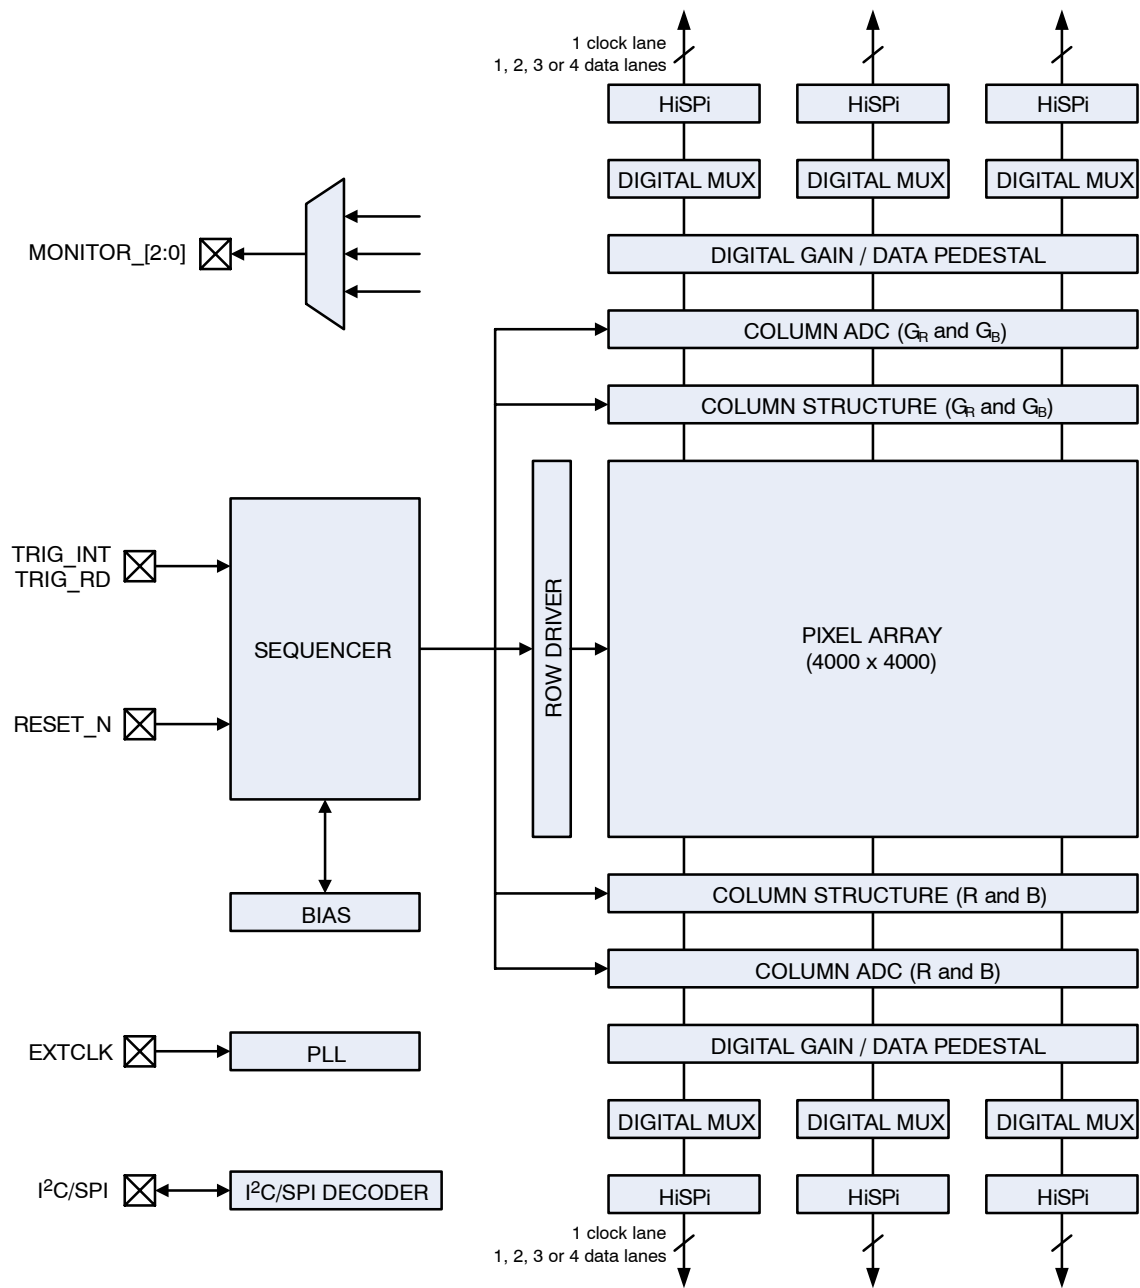 1 clock lane
1, 2, 3 or 4 data lanes
HiSPi HiSPi HiSPi
DIGITAL MUX DIGITAL MUX DIGITAL MUX
MONITOR_[2:0]
DIGITAL GAIN / DATA PEDESTAL
COLUMN ADC (GR and GB)
COLUMN STRUCTURE (GR and GB)
TRIG_INT
TRIG_RD
SEQUENCER
ROW DRIVER
PIXEL ARRAY
(4000 x 4000)
RESET_N
BIAS
COLUMN STRUCTURE (R and B)
COLUMN ADC (R and B)
EXTCLK
PLL
DIGITAL GAIN / DATA PEDESTAL
DIGITAL MUX DIGITAL MUX DIGITAL MUX
I²C/SPI
I²C/SPI DECODER
HiSPi HiSPi HiSPi
1 clock lane
1, 2, 3 or 4 data lanes